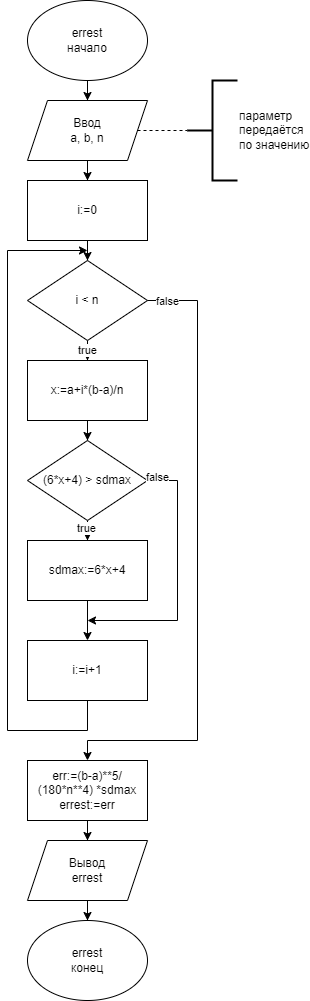 errest
начало
Ввод
a, b, n
параметр
передаётся
по значению
i:=0
i < n
false
true
x:=a+i*(b-a)/n
(6*x+4) > sdmax
false
true
sdmax:=6*x+4
i:=i+1
err:=(b-a)**5/
(180*n**4) *sdmax
errest:=err
Вывод
errest
errest
конец